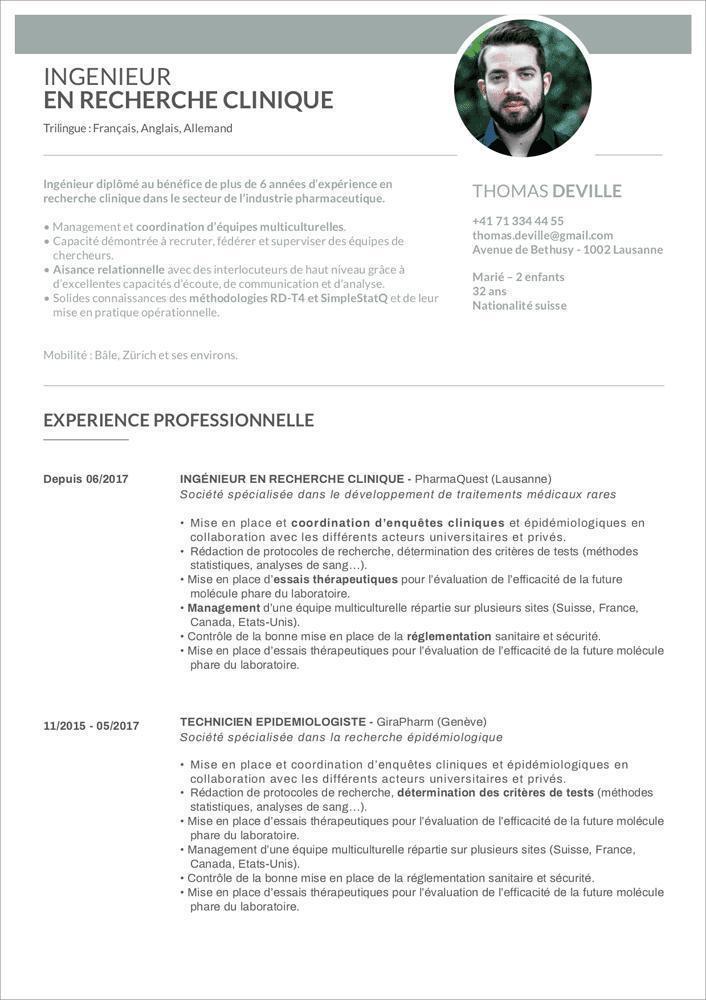 INGENIEUR
EN RECHERCHE CLINIQUE
Trilingue : Français, Anglais, Allemand
Ingénieur diplômé au bénéfice de plus de 6 années d'expérience en
recherche clinique dans le secteur de l'industrie pharmaceutique.
• Management et coordination d'équipes multiculturelles.
• Capacité démontrée à recruter, fédérer et superviser des équipes de
chercheurs.
• Aisance relationnelle avec des interlocuteurs de haut niveau grâce à
d'excellentes capacités d'écoute, de communication et d'analyse.
• Solides connaissances des méthodologies RD-T4 et SimpleStatQ et de leur
mise en pratique opérationnelle.
Mobilité : Bâle, Zürich et ses environs.
THOMAS DEVILLE
+41 71 334 44 55
thomas.deville@gmail.com
Avenue de Bethusy - 1002 Lausanne
Marié – 2 enfants
32 ans
Nationalité suisse
EXPERIENCE PROFESSIONNELLE
Depuis 06/2017
INGÉNIEUR EN RECHERCHE CLINIQUE - PharmaQuest (Lausanne)
Société spécialisée dans le développement de traitements médicaux rares
• Mise en place et coordination d'enquêtes cliniques et épidémiologiques en
collaboration avec les différents acteurs universitaires et privés.
• Rédaction de protocoles de recherche, détermination des critères de tests (méthodes
statistiques, analyses de sang…).
• Mise en place d'essais thérapeutiques pour l'évaluation de l'efficacité de la future
molécule phare du laboratoire.
• Management d'une équipe multiculturelle répartie sur plusieurs sites (Suisse, France,
Canada, Etats-Unis).
• Contrôle de la bonne mise en place de la réglementation sanitaire et sécurité.
• Mise en place d'essais thérapeutiques pour l'évaluation de l'efficacité de la future molécule
phare du laboratoire.
11/2015 - 05/2017
TECHNICIEN EPIDEMIOLOGISTE - GiraPharm (Genève)
Société spécialisée dans la recherche épidémiologique
• Mise en place et coordination d'enquêtes cliniques et épidémiologiques en
collaboration avec les différents acteurs universitaires et privés.
• Rédaction de protocoles de recherche, détermination des critères de tests (méthodes
statistiques, analyses de sang…).
• Mise en place d'essais thérapeutiques pour l'évaluation de l'efficacité de la future molécule
phare du laboratoire.
• Management d'une équipe multiculturelle répartie sur plusieurs sites (Suisse, France,
Canada, Etats-Unis).
• Contrôle de la bonne mise en place de la réglementation sanitaire et sécurité.
• Mise en place d'essais thérapeutiques pour l'évaluation de l'efficacité de la future molécule
phare du laboratoire.